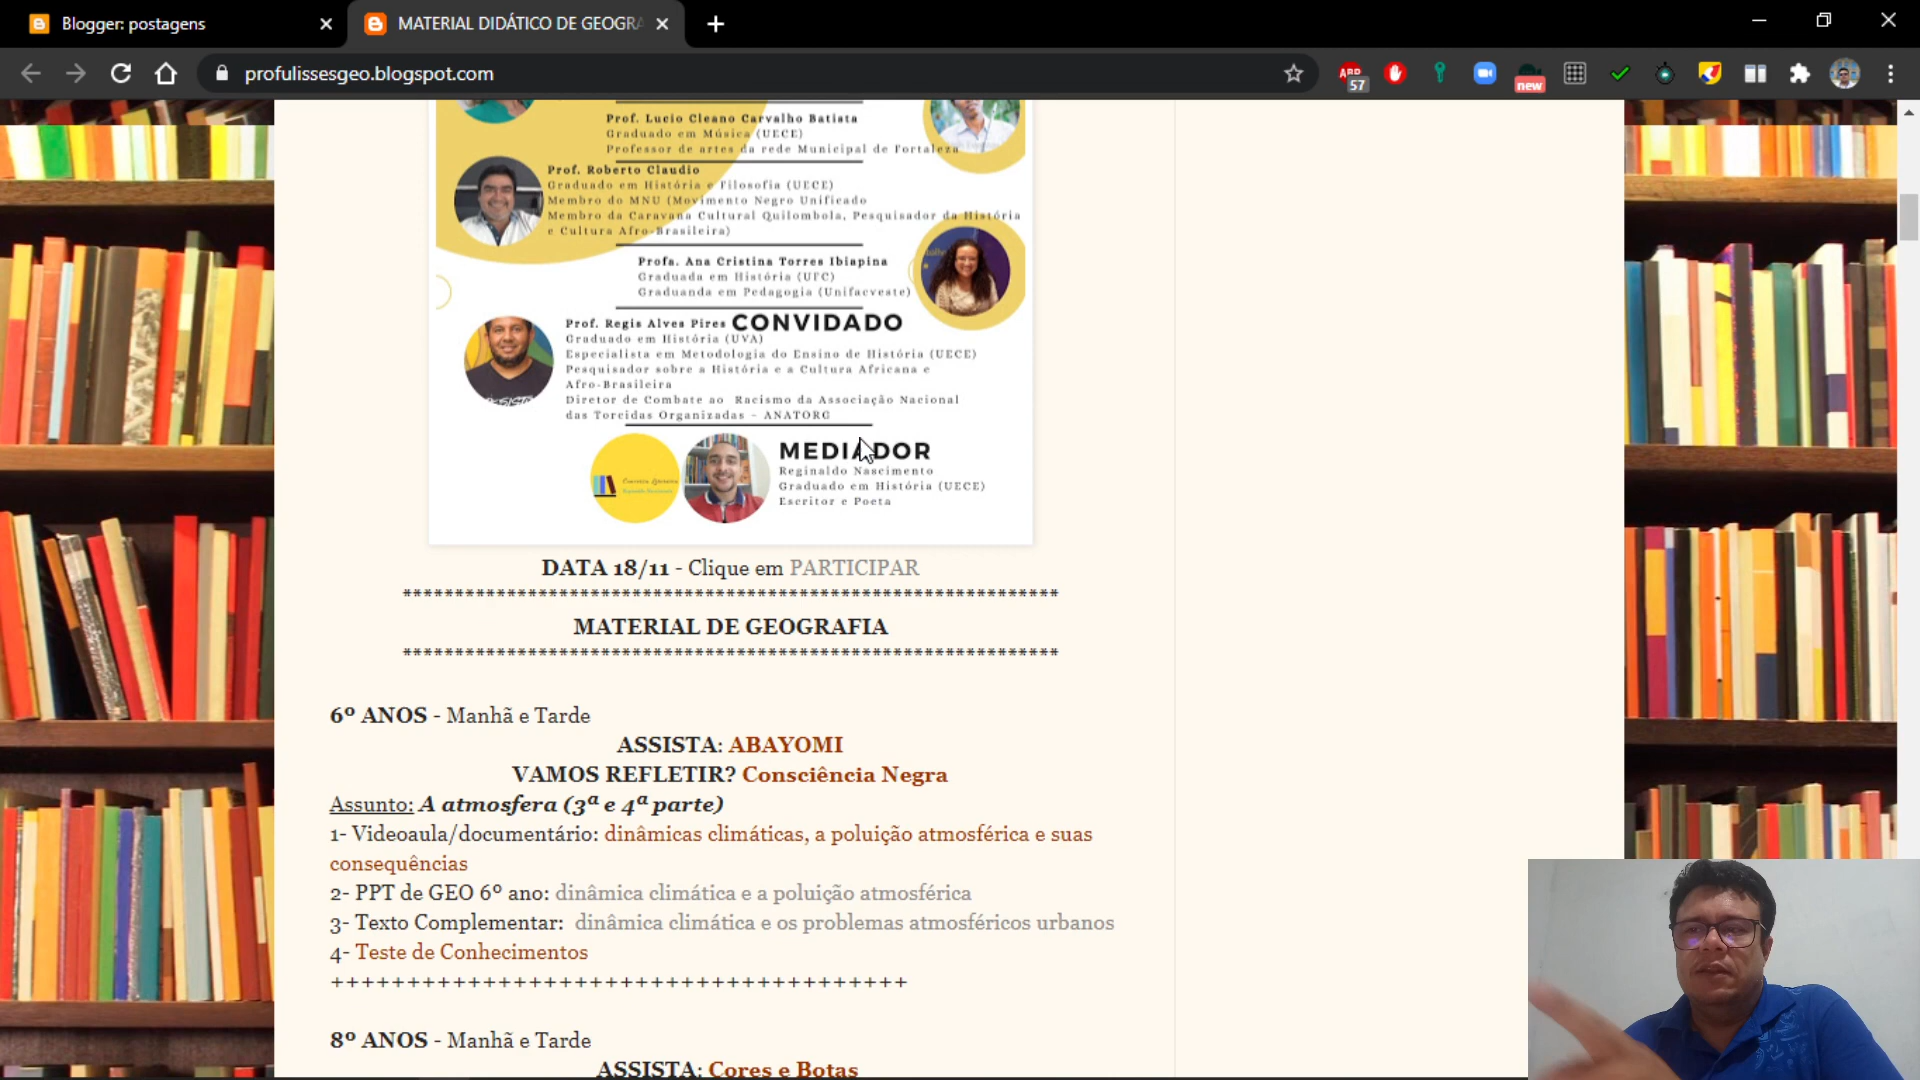 Blogger: postagens
MATERIAL DIDÁTICO DE GEOGRA
profulissesgeo.blogspot.com
ABD
57
new
Prof. Lucio Cleano Carvalho Batista
Graduado em Música (UECE)
Professor de artes da rede Municipal de Fortaleza
Prof. Roberto Claudio
Graduado em História e Filosofia (UECE)
Membro do MNU (Movimento Negro Unificado
Membro da Caravana Cultural Quilombola, Pesquisador da História
e Cultura Afro-Brasileira)
Profa. Ana Cristina Torres Ibiapina
Graduada em História (UFC)
Graduanda em Pedagogia (Unifacveste)
Prof. Regis Alves Pires CONVIDADO
Graduado em História (UVA)
Especialista em Metodologia do Ensino de História (UECE)
Pesquisador sobre a História e a Cultura Africana e
Afro-Brasileira
Diretor de Combate ao Racismo da Associação Nacional
das Torcidas Organizadas – ANATORG
MEDIADOR
Reginaldo Nascimento
Graduado em História (UECE)
Escritor e Poeta
DATA 18/11 - Clique em PARTICIPAR
***************************************************************
MATERIAL DE GEOGRAFIA
***************************************************************
6º ANOS - Manhã e Tarde
ASSISTA: ABAYOMI
VAMOS REFLETIR? Consciência Negra
Assunto: A atmosfera (3ª e 4ª parte)
1- Videoaula/documentário: dinâmicas climáticas, a poluição atmosférica e suas
consequências
2- PPT de GEO 6º ano: dinâmica climática e a poluição atmosférica
3- Texto Complementar: dinâmica climática e os problemas atmosféricos urbanos
4- Teste de Conhecimentos
++++++++++++++++++++++++++++++++++++++
8º ANOS - Manhã e Tarde
ASSISTA: Cores e Botas